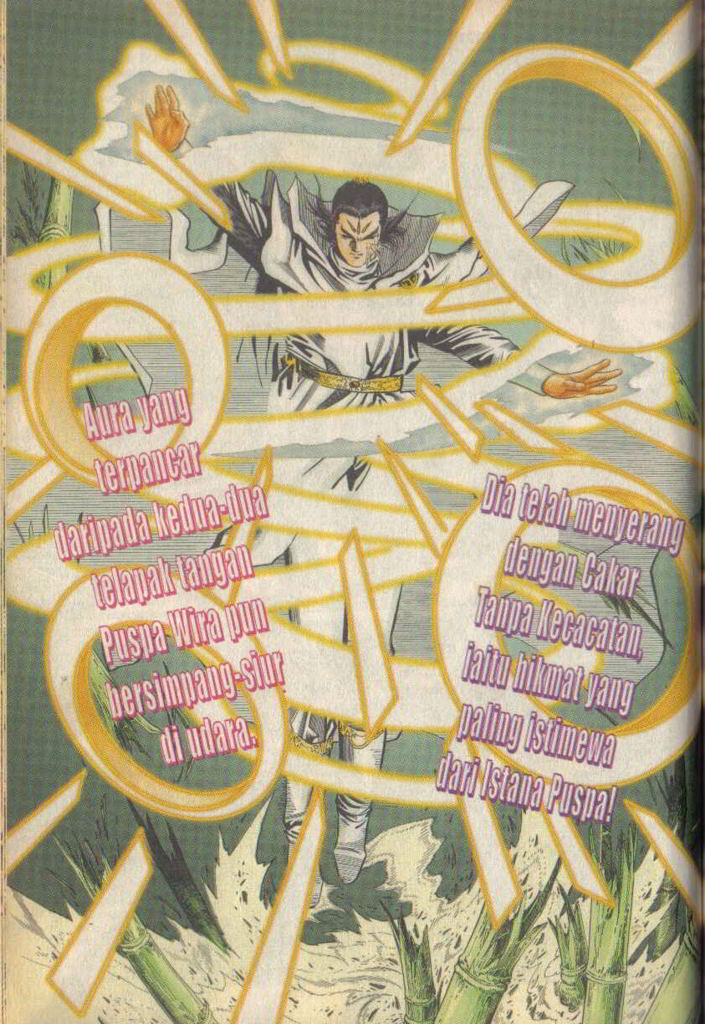 Aura yang
terpancar
daripada kedua-dua
telapak tangan
Puspa Wira pun
bersimpang-siur
di udara.
Dia telah menyerang
dengan Cakar
Tanpa Kecacatan,
iaitu hikmat yang
paling istimewa
dari Istana Puspa!